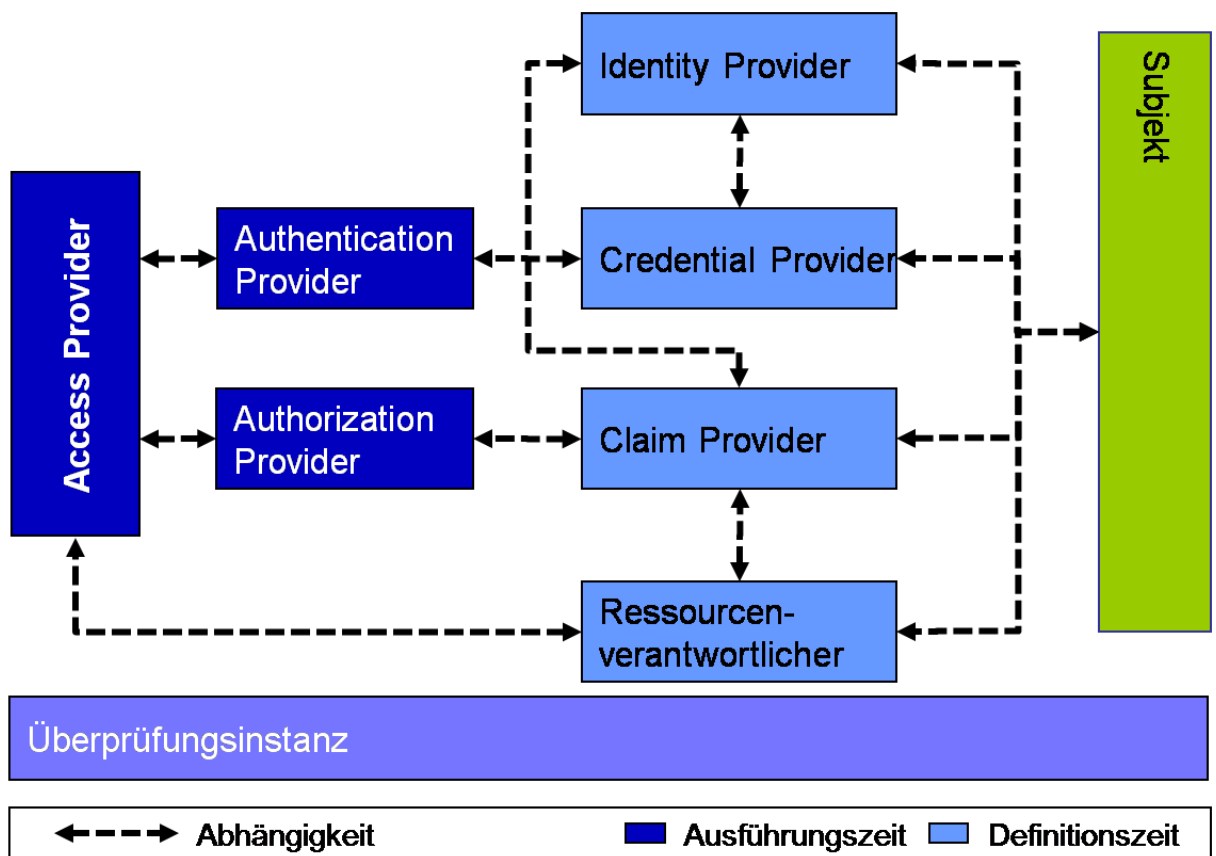 Identity Provider
Subjekt
Access Provider
Authentication
Provider
Credential Provider
Authorization
Provider
Claim Provider
Ressourcen-
verantwortlicher
Überprüfungsinstanz
Abhängigkeit
Ausführungszeit
Definitionszeit